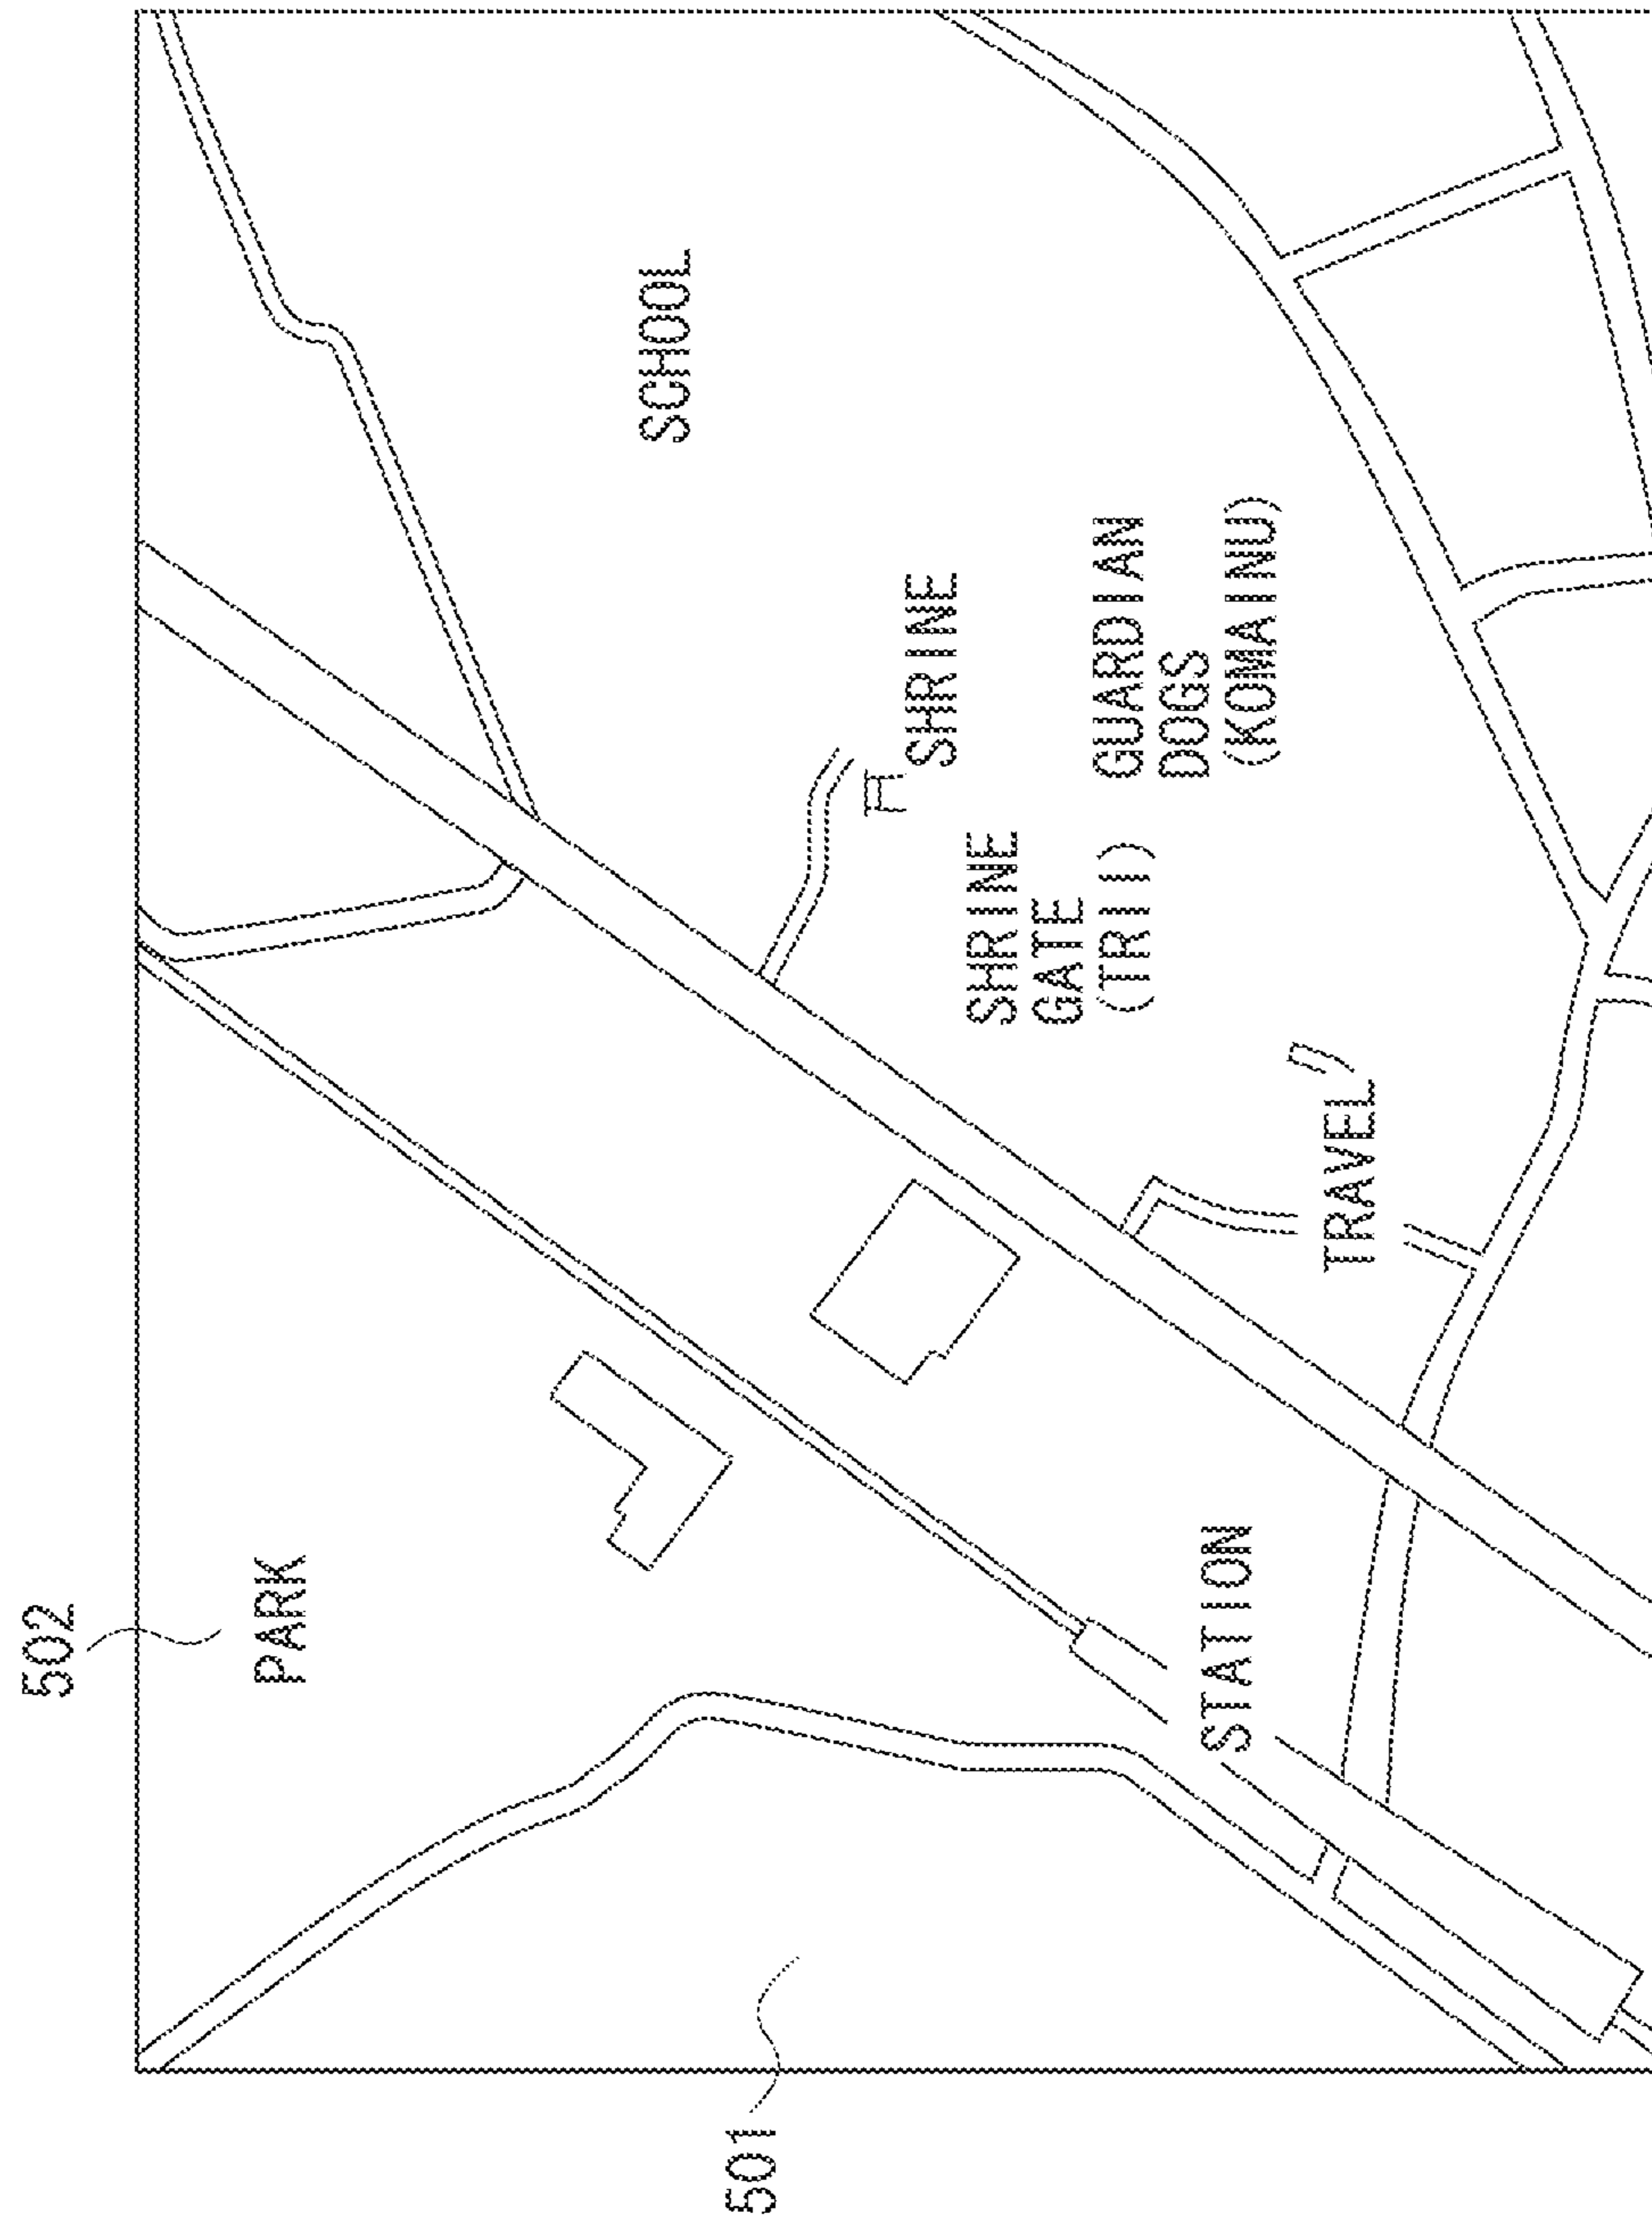 502
PARK
SCHOOL
501
SHRINE
SHRINE
GATE
(TRII)
GUARDIAN
DOGS
(KOMAINU)
STATION
TRAVEL